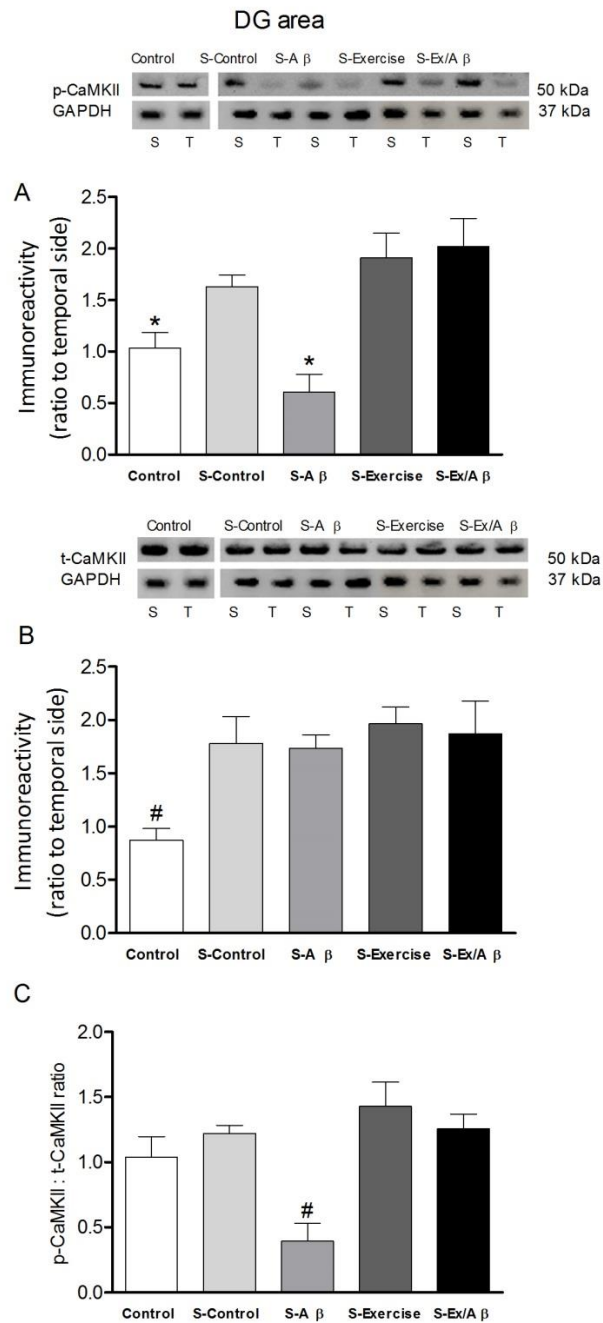 DG area
Control S-Control S-A β S-Exercise S-Ex/A β
p-CaMKII 50 kDa
GAPDH 37 kDa
S T S T S T S T S T
A
Immunoreactivity
(ratio to temporal side)
2.5
2.0
1.5
1.0
0.5
0.0
* *
Control S-Control S-A β S-Exercise S-Ex/A β
Control S-Control S-A β S-Exercise S-Ex/A β
t-CaMKII 50 kDa
GAPDH 37 kDa
S T S T S T S T S T
B
Immunoreactivity
(ratio to temporal side)
2.5
2.0
1.5
1.0
0.5
0.0
#
Control S-Control S-A β S-Exercise S-Ex/A β
C
p-CaMKII : t-CaMKII ratio
2.0
1.5
1.0
0.5
0.0
#
Control S-Control S-A β S-Exercise S-Ex/A β